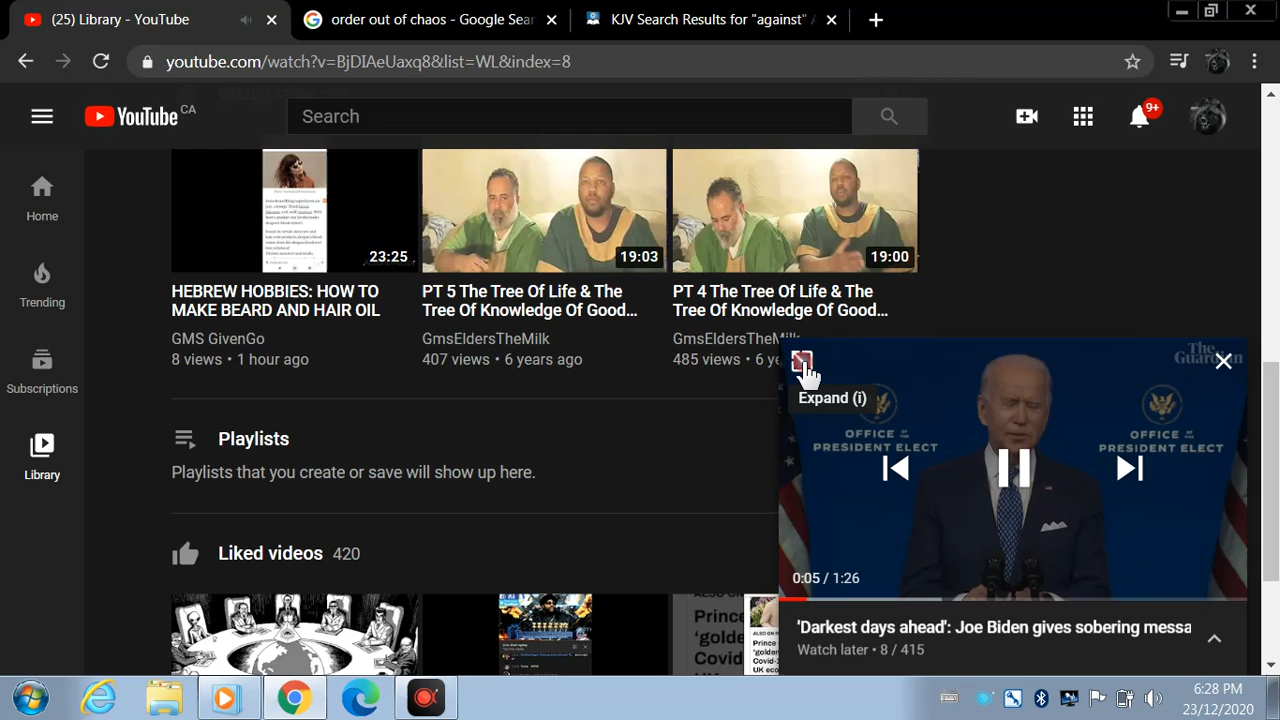 (25) Library - YouTube
order out of chaos - Google Sear
KJV Search Results for "against" A
youtube.com/watch?v=BjDIAeUaxq8&list=WL&index=8
YouTube CA
Search
9+
Home
Trending
Subscriptions
Library
23:25
19:03
19:00
HEBREW HOBBIES: HOW TO
MAKE BEARD AND HAIR OIL
GMS GivenGo
8 views • 1 hour ago
PT 5 The Tree Of Life & The
Tree Of Knowledge Of Good...
GmsEldersTheMilk
407 views • 6 years ago
PT 4 The Tree Of Life & The
Tree Of Knowledge Of Good...
GmsEldersTheMilk
485 views • 6 ye
Playlists
Playlists that you create or save will show up here.
Liked videos 420
The
Guardian
Expand (i)
OFFICE OF THE
PRESIDENT ELECT
OFFICE OF THE
PRESIDENT ELECT
0:05 / 1:26
'Darkest days ahead': Joe Biden gives sobering messa
Watch later • 8 / 415
Prince
'golde
Covid-
UK ec
6:28 PM
23/12/2020